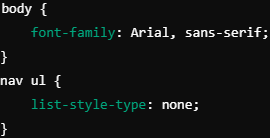 body {
    font-family: Arial, sans-serif;
}
nav ul {
    list-style-type: none;
}